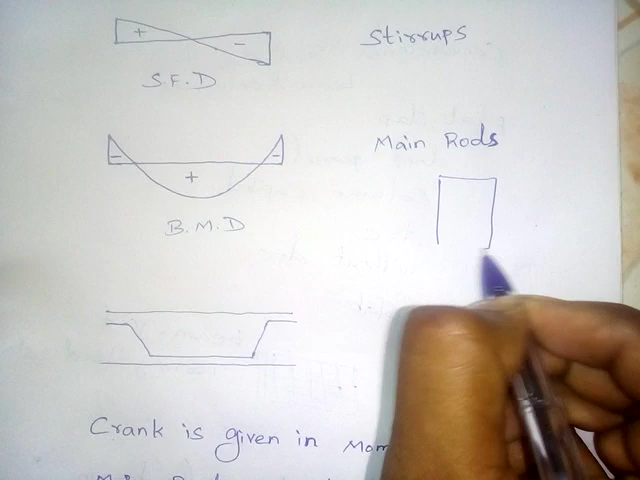 + -
Stirrups
S.F.D
- + -
Main Rods
B.M.D
Crank is given in Mom